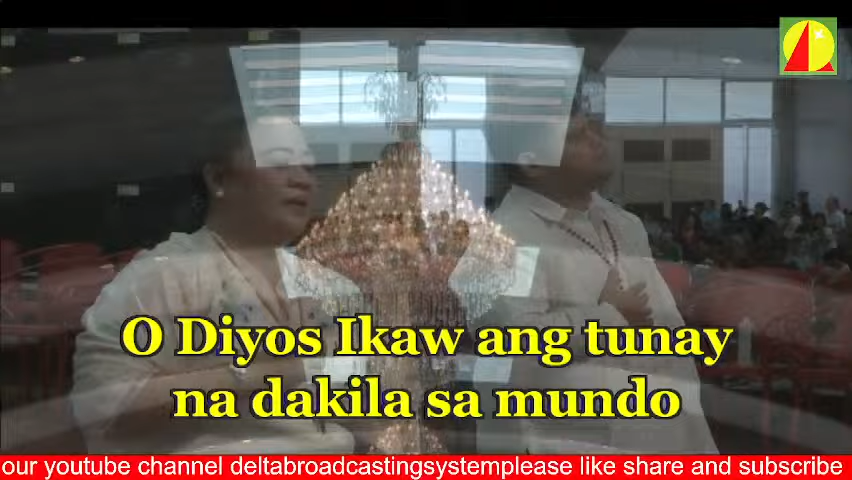 O Diyos Ikaw ang tunay
na dakila sa mundo
our youtube channel deltabroadcastingsystemplease like share and subscribe